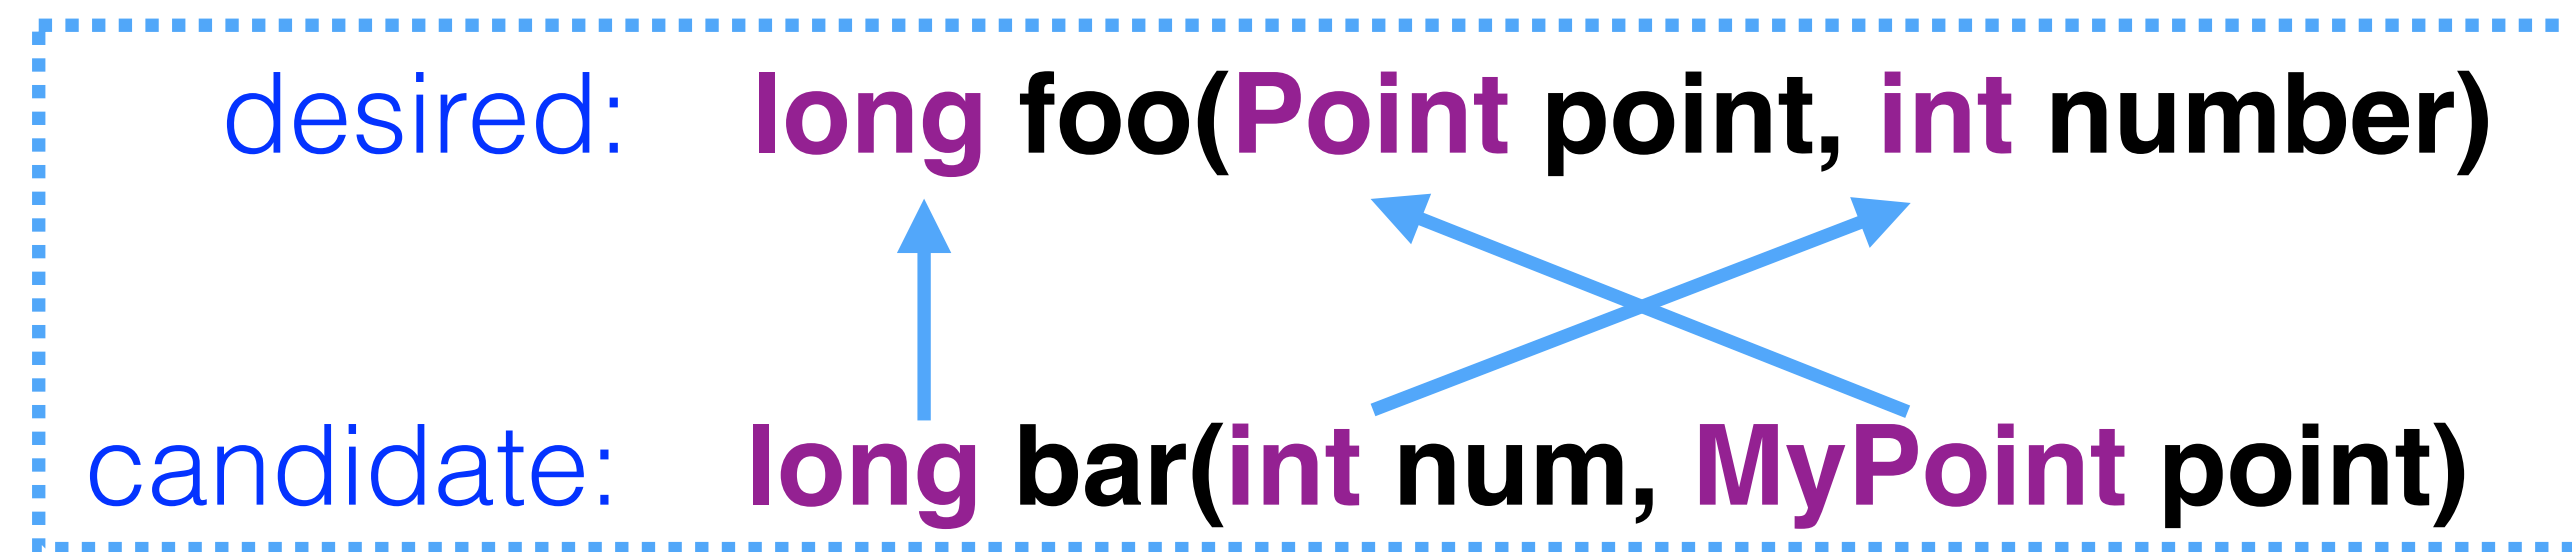 desired: long foo(Point point, int number)
candidate: long bar(int num, MyPoint point)